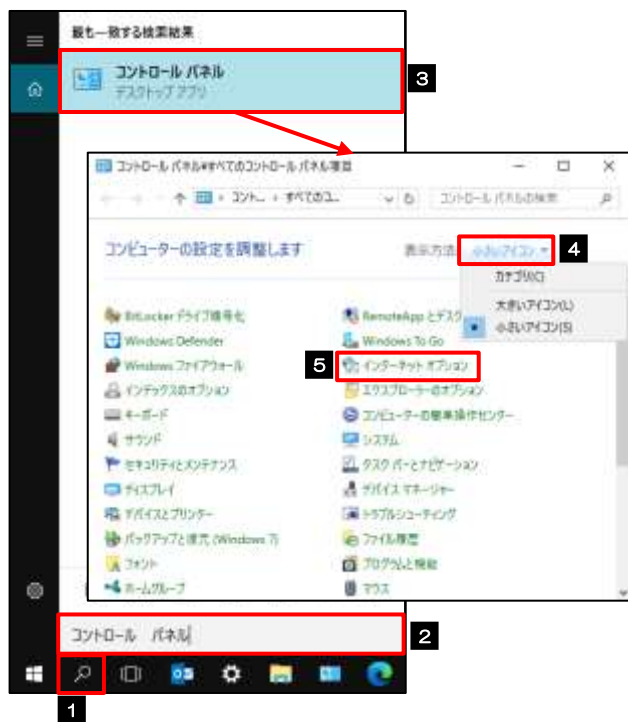 最も一致する検索結果
コントロール パネル
デスクトップ アプリ
3
コントロール パネル¥すべてのコントロール パネル項目
コント... › すべてのコ...
コントロール パネルの検索
コンピューターの設定を調整します
表示方法:
小さいアイコン
4
カテゴリ(C)
大きいアイコン(L)
小さいアイコン(S)
BitLocker ドライブ暗号化
RemoteApp とデスク
Windows Defender
Windows To Go
Windows ファイアウォール
5
インターネット オプション
インデックスのオプション
エクスプローラーのオプション
キーボード
コンピューターの簡単操作センター
サウンド
システム
セキュリティとメンテナンス
タスク バーとナビゲーション
ディスプレイ
デバイス マネージャー
デバイスとプリンター
トラブルシューティング
バックアップと復元 (Windows 7)
ファイル履歴
フォント
プログラムと機能
ホームグループ
マウス
コントロール　パネル
2
1